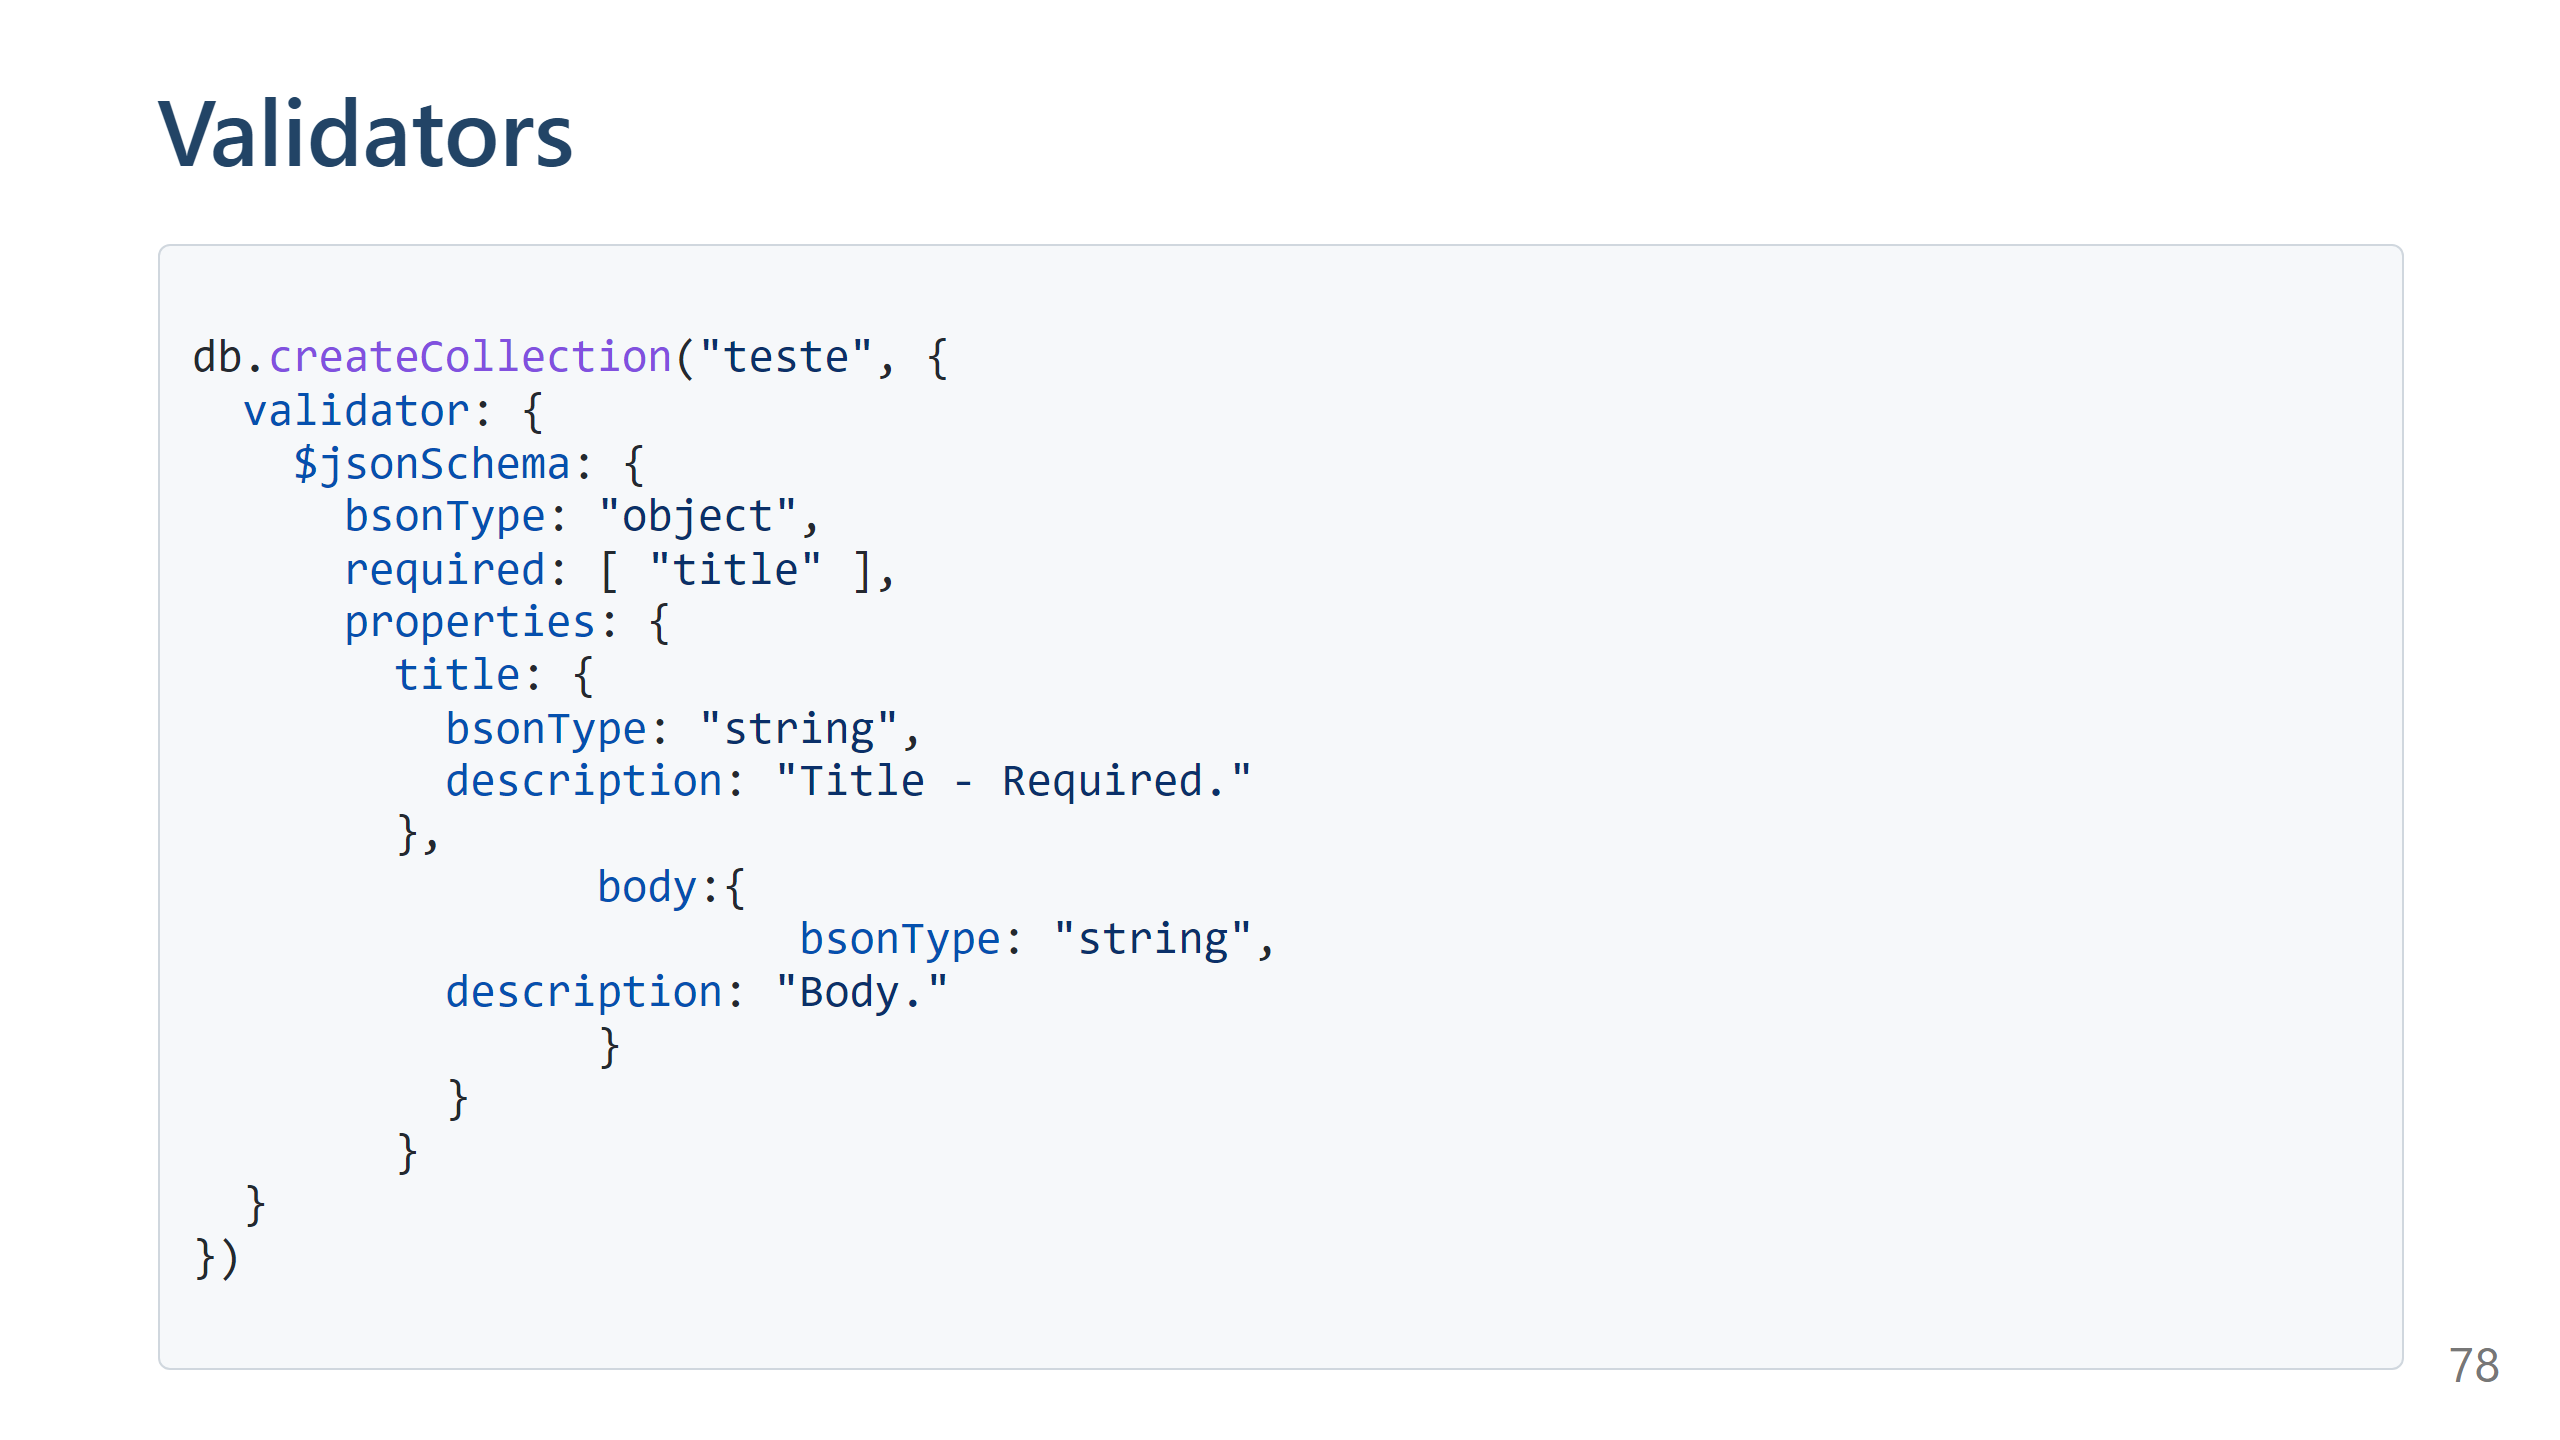 Validators
db.createCollection("teste", {
  validator: {
    $jsonSchema: {
      bsonType: "object",
      required: [ "title" ],
      properties: {
        title: {
          bsonType: "string",
          description: "Title - Required."
        },
                body:{
                        bsonType: "string",
          description: "Body."
                }
          }
        }
  }
})
78